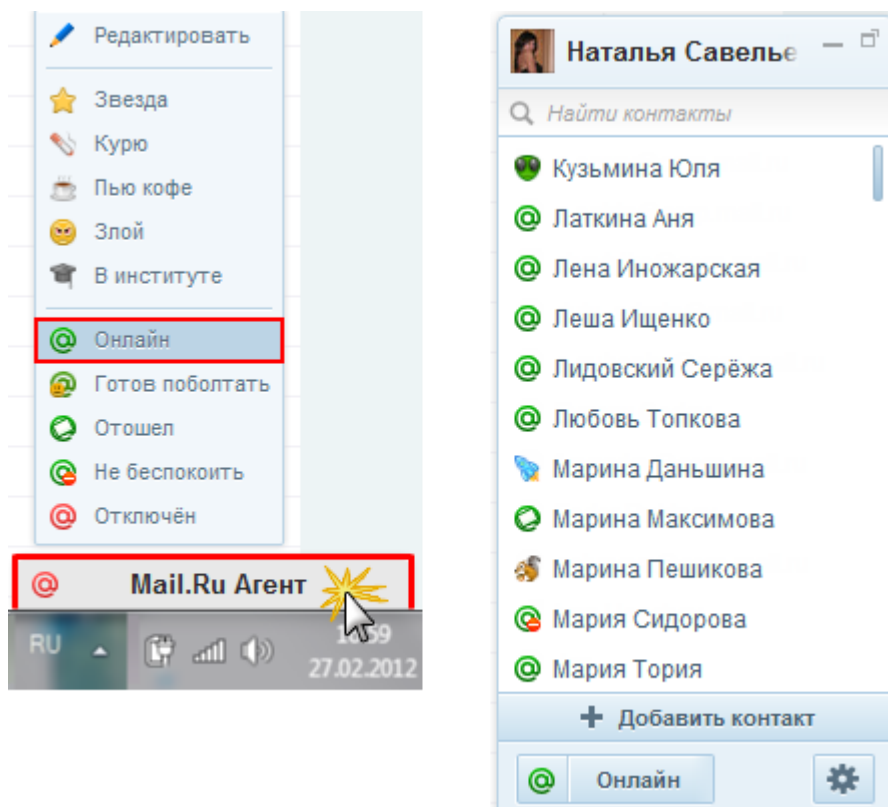 Редактировать
Звезда
Курю
Пью кофе
Злой
В институте
Онлайн
Готов поболтать
Отошел
Не беспокоить
Отключён
Mail.Ru Агент
RU
27.02.2012
Наталья Савелье
Найти контакты
Кузьмина Юля
Латкина Аня
Лена Иножарская
Леша Ищенко
Лидовский Серёжа
Любовь Топкова
Марина Даньшина
Марина Максимова
Марина Пешикова
Мария Сидорова
Мария Тория
Добавить контакт
Онлайн